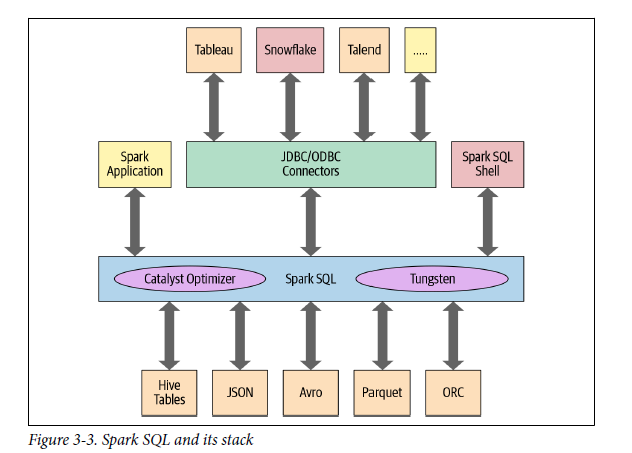 Tableau
Snowflake
Talend
.....
Spark
Application
JDBC/ODBC
Connectors
Spark SQL
Shell
Catalyst Optimizer
Spark SQL
Tungsten
Hive
Tables
JSON
Avro
Parquet
ORC
Figure 3-3. Spark SQL and its stack